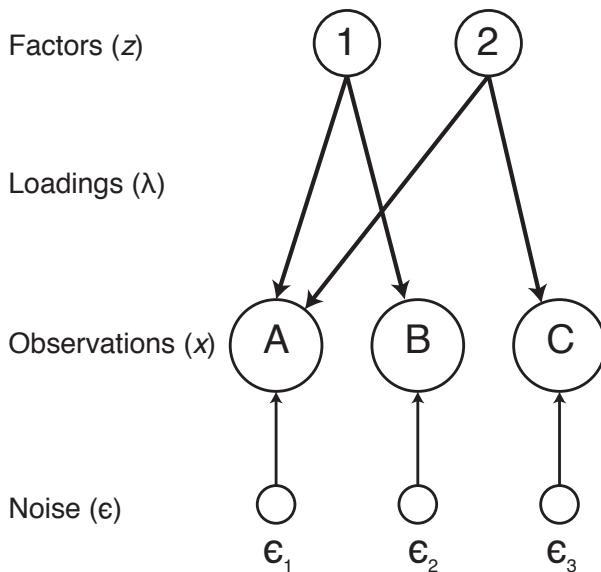 Factors (z) 1 2
Loadings (λ)
Observations (x) A B C
Noise (ϵ)
ϵ₁ ϵ₂ ϵ₃